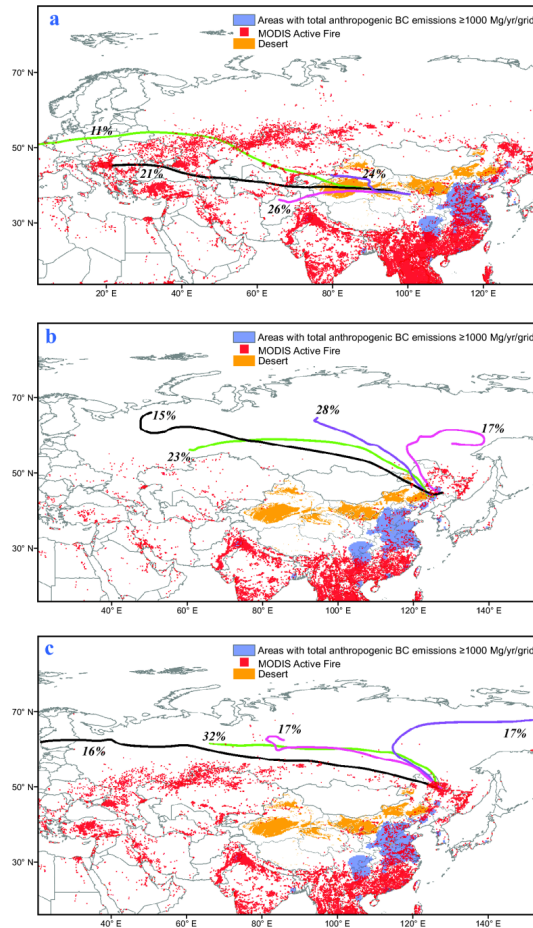 a
Areas with total anthropogenic BC emissions ≥1000 Mg/yr/grid
MODIS Active Fire
Desert
70° N
50° N
30° N
11%
21%
24%
26%
20° E 40° E 60° E 80° E 100° E 120° E
b
Areas with total anthropogenic BC emissions ≥1000 Mg/yr/grid
MODIS Active Fire
Desert
70° N
50° N
30° N
15%
28%
17%
23%
40° E 60° E 80° E 100° E 120° E 140° E
c
Areas with total anthropogenic BC emissions ≥1000 Mg/yr/grid
MODIS Active Fire
Desert
70° N
50° N
30° N
16%
32%
17%
17%
40° E 60° E 80° E 100° E 120° E 140° E